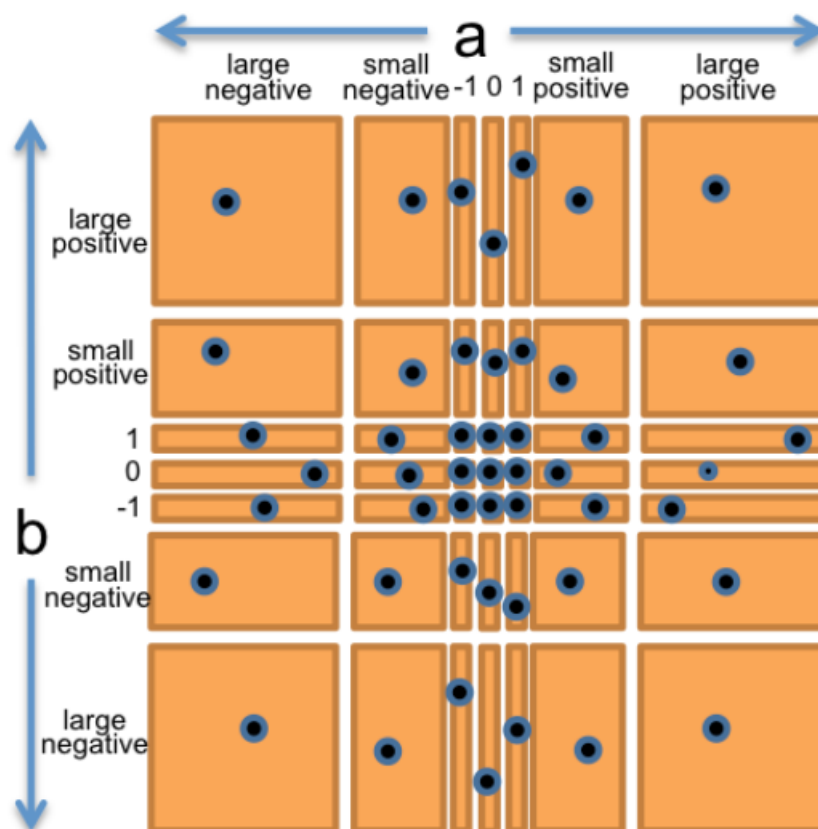 a
large
negative
small
negative
-1 0 1
small
positive
large
positive
large
positive
small
positive
1
0
-1
b
small
negative
large
negative